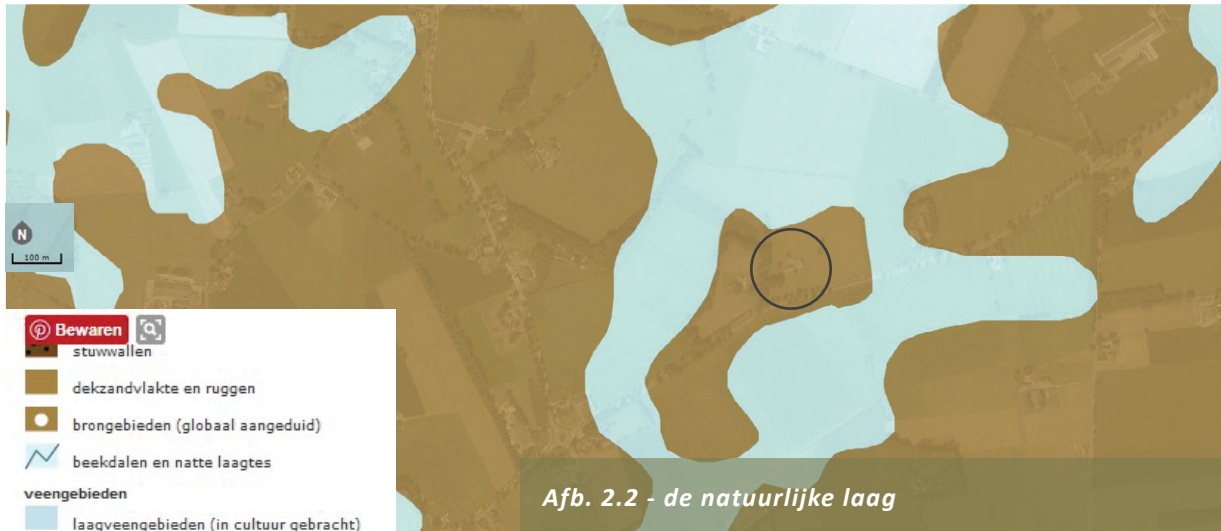 N
100 m
Bewaren
stuwwallen
dekzandvlakte en ruggen
brongebieden (globaal aangeduid)
beekdalen en natte laagtes
veengebieden
laagveengebieden (in cultuur gebracht)
Afb. 2.2 - de natuurlijke laag